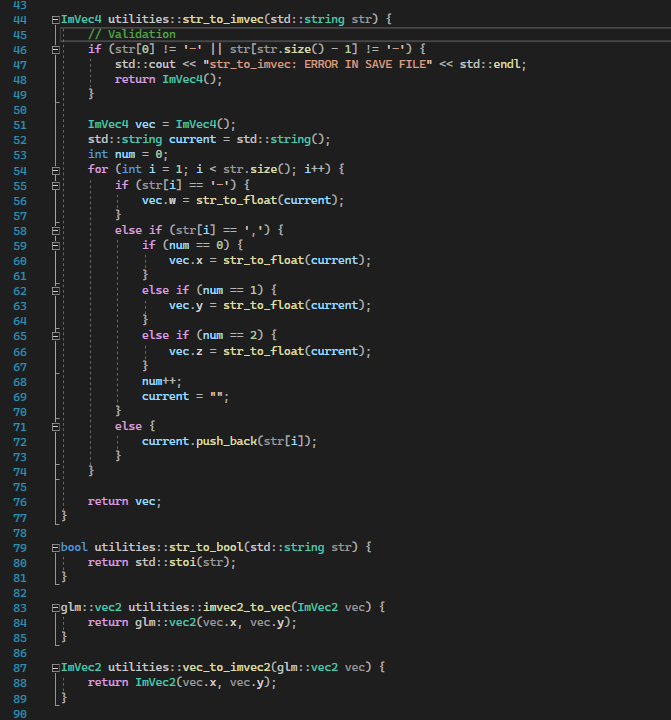 43
44 ImVec4 utilities::str_to_imvec(std::string str) {
45     // Validation
46     if (str[0] != '-' || str[str.size() - 1] != '-') {
47         std::cout << "str_to_imvec: ERROR IN SAVE FILE" << std::endl;
48         return ImVec4();
49     }
50
51     ImVec4 vec = ImVec4();
52     std::string current = std::string();
53     int num = 0;
54     for (int i = 1; i < str.size(); i++) {
55         if (str[i] == '-') {
56             vec.w = str_to_float(current);
57         }
58         else if (str[i] == ',') {
59             if (num == 0) {
60                 vec.x = str_to_float(current);
61             }
62             else if (num == 1) {
63                 vec.y = str_to_float(current);
64             }
65             else if (num == 2) {
66                 vec.z = str_to_float(current);
67             }
68             num++;
69             current = "";
70         }
71         else {
72             current.push_back(str[i]);
73         }
74     }
75
76     return vec;
77 }
78
79 bool utilities::str_to_bool(std::string str) {
80     return std::stoi(str);
81 }
82
83 glm::vec2 utilities::imvec2_to_vec(ImVec2 vec) {
84     return glm::vec2(vec.x, vec.y);
85 }
86
87 ImVec2 utilities::vec_to_imvec2(glm::vec2 vec) {
88     return ImVec2(vec.x, vec.y);
89 }
90